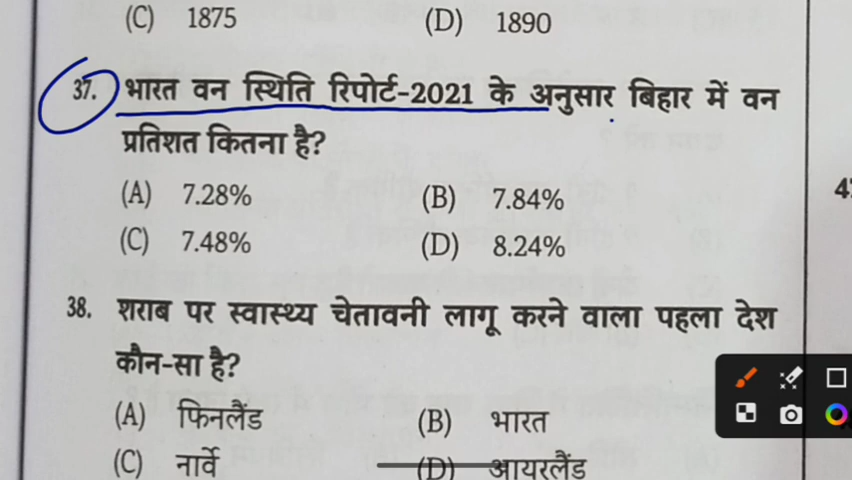 (C) 1875 (D) 1890
37. भारत वन स्थिति रिपोर्ट-2021 के अनुसार बिहार में वन
प्रतिशत कितना है?
(A) 7.28% (B) 7.84%
(C) 7.48% (D) 8.24%
38. शराब पर स्वास्थ्य चेतावनी लागू करने वाला पहला देश
कौन-सा है?
(A) फिनलैंड (B) भारत
(C) नार्वे (D) आयरलैंड